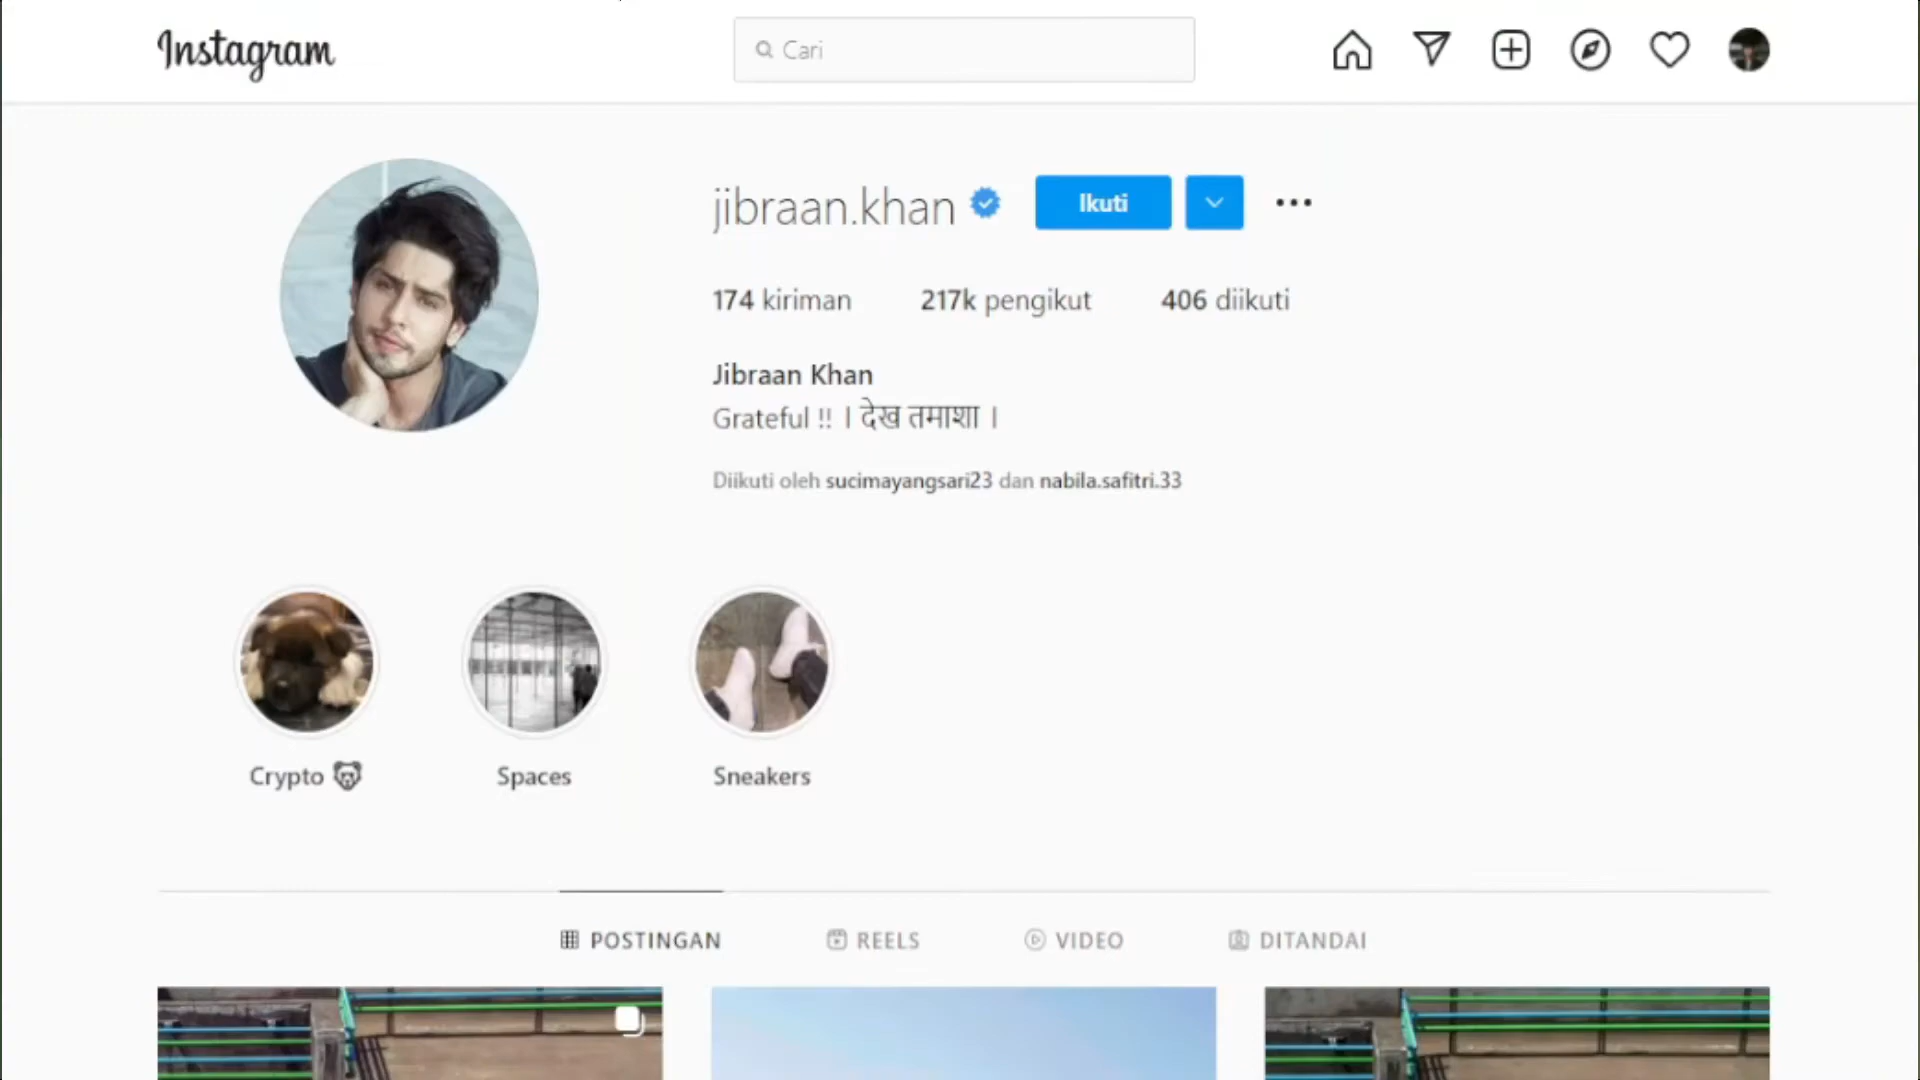 Instagram
Cari
jibraan.khan
Ikuti
174 kiriman 217k pengikut 406 diikuti
Jibraan Khan
Grateful !! । देख तमाशा ।
Diikuti oleh sucimayangsari23 dan nabila.safitri.33
Crypto 🐼 Spaces Sneakers
POSTINGAN REELS VIDEO DITANDAI